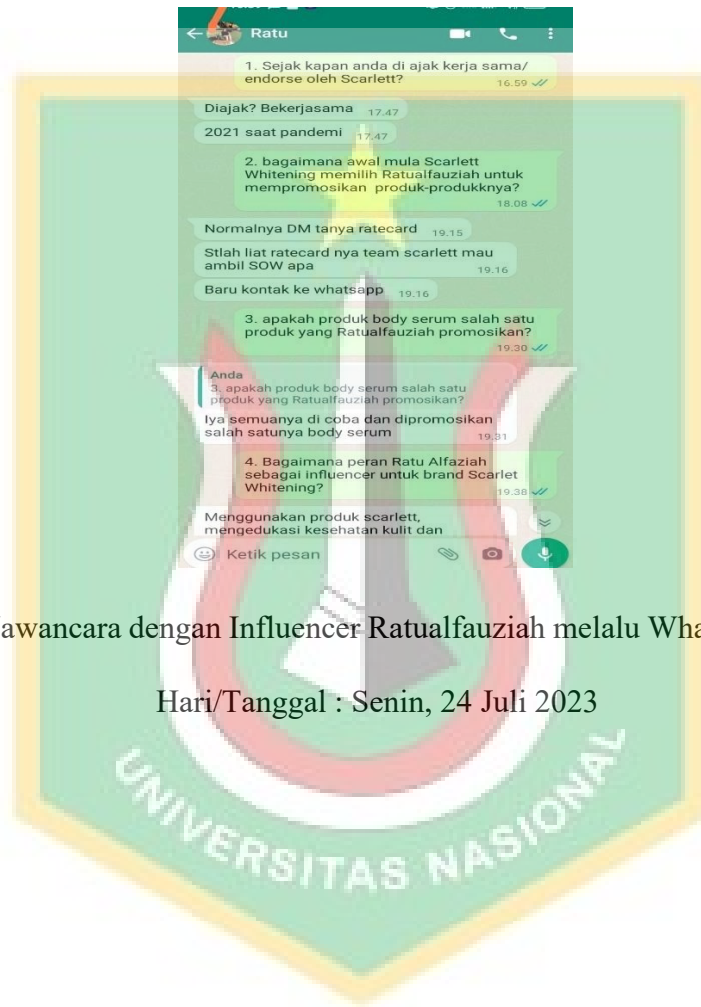 Ratu
1. Sejak kapan anda di ajak kerja sama/
endorse oleh Scarlett?
16.59
Diajak? Bekerjasama 17.47
2021 saat pandemi 17.47
2. bagaimana awal mula Scarlett
Whitening memilih Ratualfauziah untuk
mempromosikan produk-produkknya?
18.08
Normalnya DM tanya ratecard 19.15
Stlah liat ratecard nya team scarlett mau
ambil SOW apa
19.16
Baru kontak ke whatsapp 19.16
3. apakah produk body serum salah satu
produk yang Ratualfauziah promosikan?
19.30
Anda
3. apakah produk body serum salah satu
produk yang Ratualfauziah promosikan?
Iya semuanya di coba dan dipromosikan
salah satunya body serum
19.31
4. Bagaimana peran Ratu Alfaziah
sebagai influencer untuk brand Scarlet
Whitening?
19.38
Menggunakan produk scarlett,
mengedukasi kesehatan kulit dan
Ketik pesan
awancara dengan Influencer Ratualfauziah melalu Wha
Hari/Tanggal : Senin, 24 Juli 2023
UNIVERSITAS NASIONAL